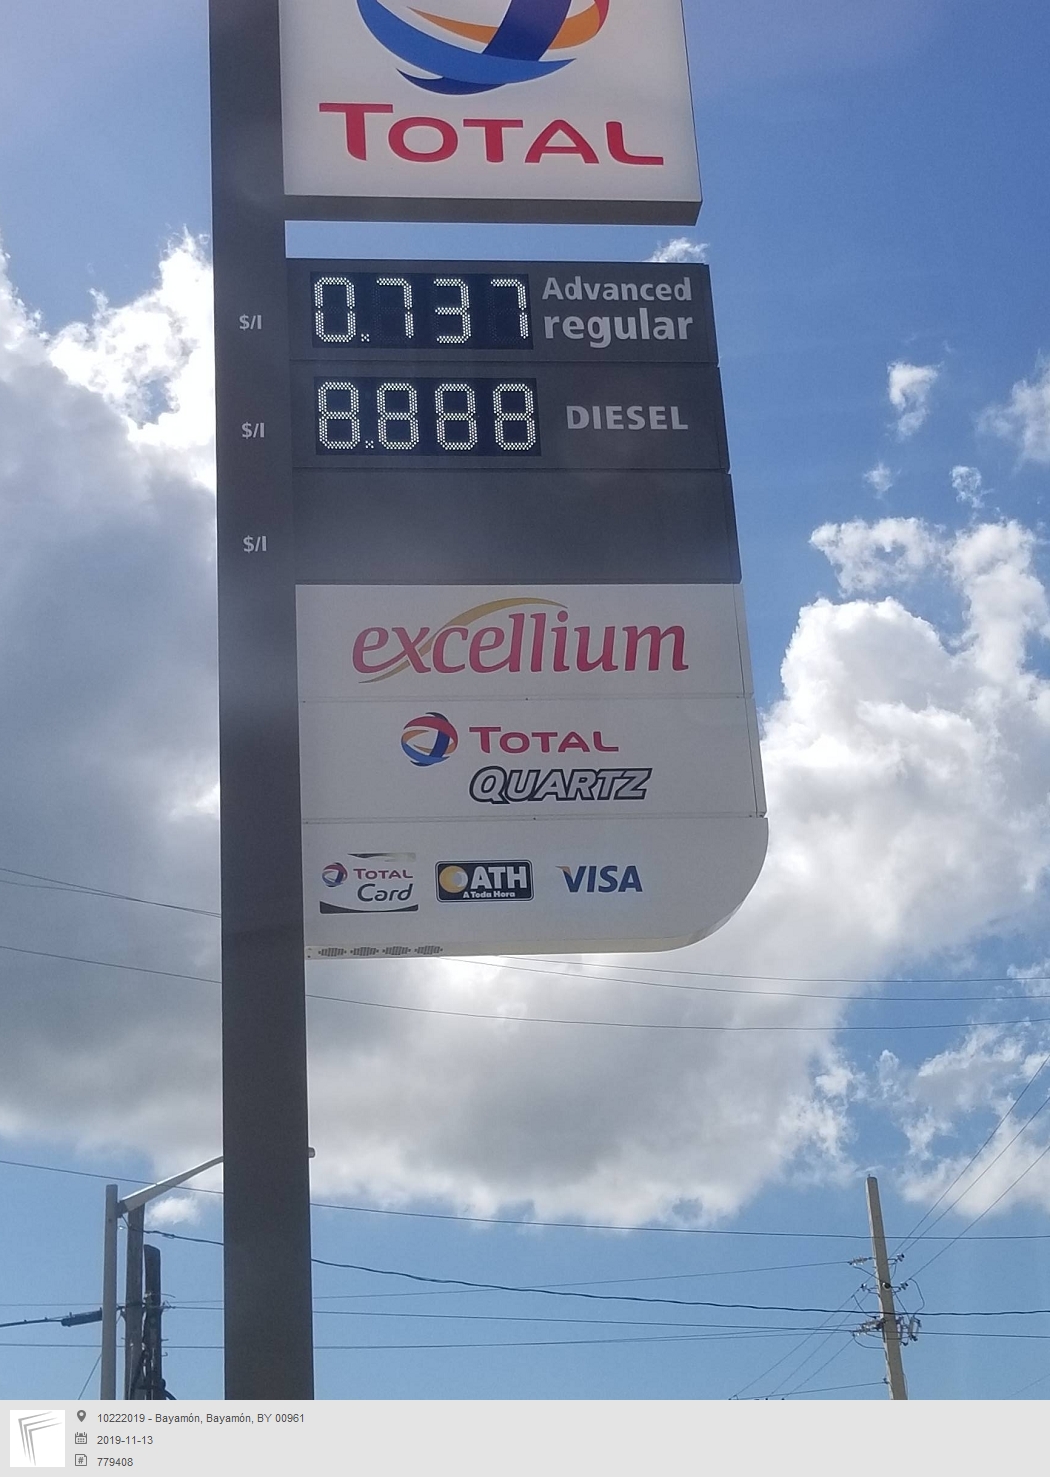 TOTAL
$/l 0.737 Advanced regular
$/l 8.888 DIESEL
$/l
excellium
TOTAL
QUARTZ
TOTAL Card
ATH
A Toda Hora
VISA
10222019 - Bayamón, Bayamón, BY 00961
2019-11-13
779408